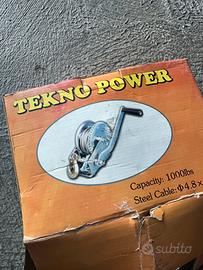 TEKNO POWER
Capacity: 1000lbs
Steel Cable: Φ4.8×
subito